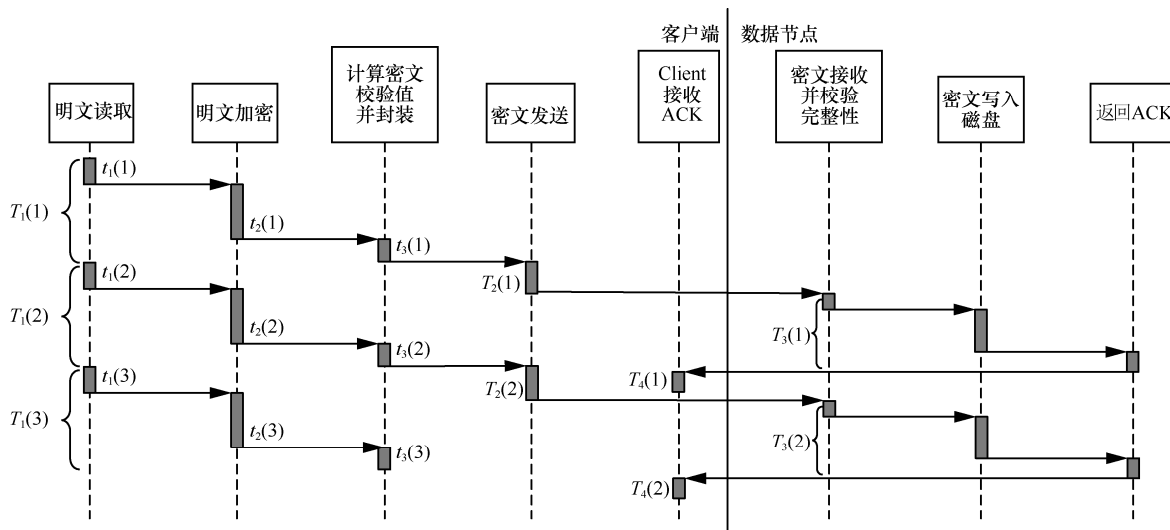 客户端
数据节点
明文读取
明文加密
计算密文
校验值
并封装
密文发送
Client
接收
ACK
密文接收
并校验
完整性
密文写入
磁盘
返回 ACK
T₁(1)
t₁(1)
t₂(1)
t₃(1)
T₂(1)
T₃(1)
T₄(1)
T₁(2)
t₁(2)
t₂(2)
t₃(2)
T₂(2)
T₃(2)
T₄(2)
T₁(3)
t₁(3)
t₂(3)
t₃(3)